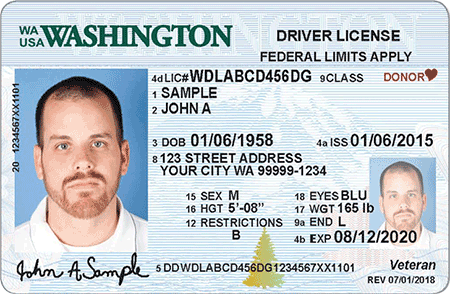 WA
USA WASHINGTON
DRIVER LICENSE
FEDERAL LIMITS APPLY
4d LIC# WDLABCD456DG 9 CLASS DONOR
1 SAMPLE
2 JOHN A
3 DOB 01/06/1958 4a ISS 01/06/2015
8 123 STREET ADDRESS
YOUR CITY WA 99999-1234
15 SEX M 18 EYES BLU
16 HGT 5'-08" 17 WGT 165 lb
12 RESTRICTIONS 9a END L
B 4b EXP 08/12/2020
5 DD WDLABCD456DG1234567XX1101 Veteran
REV 07/01/2018
20 1234567XX1101
John A Sample